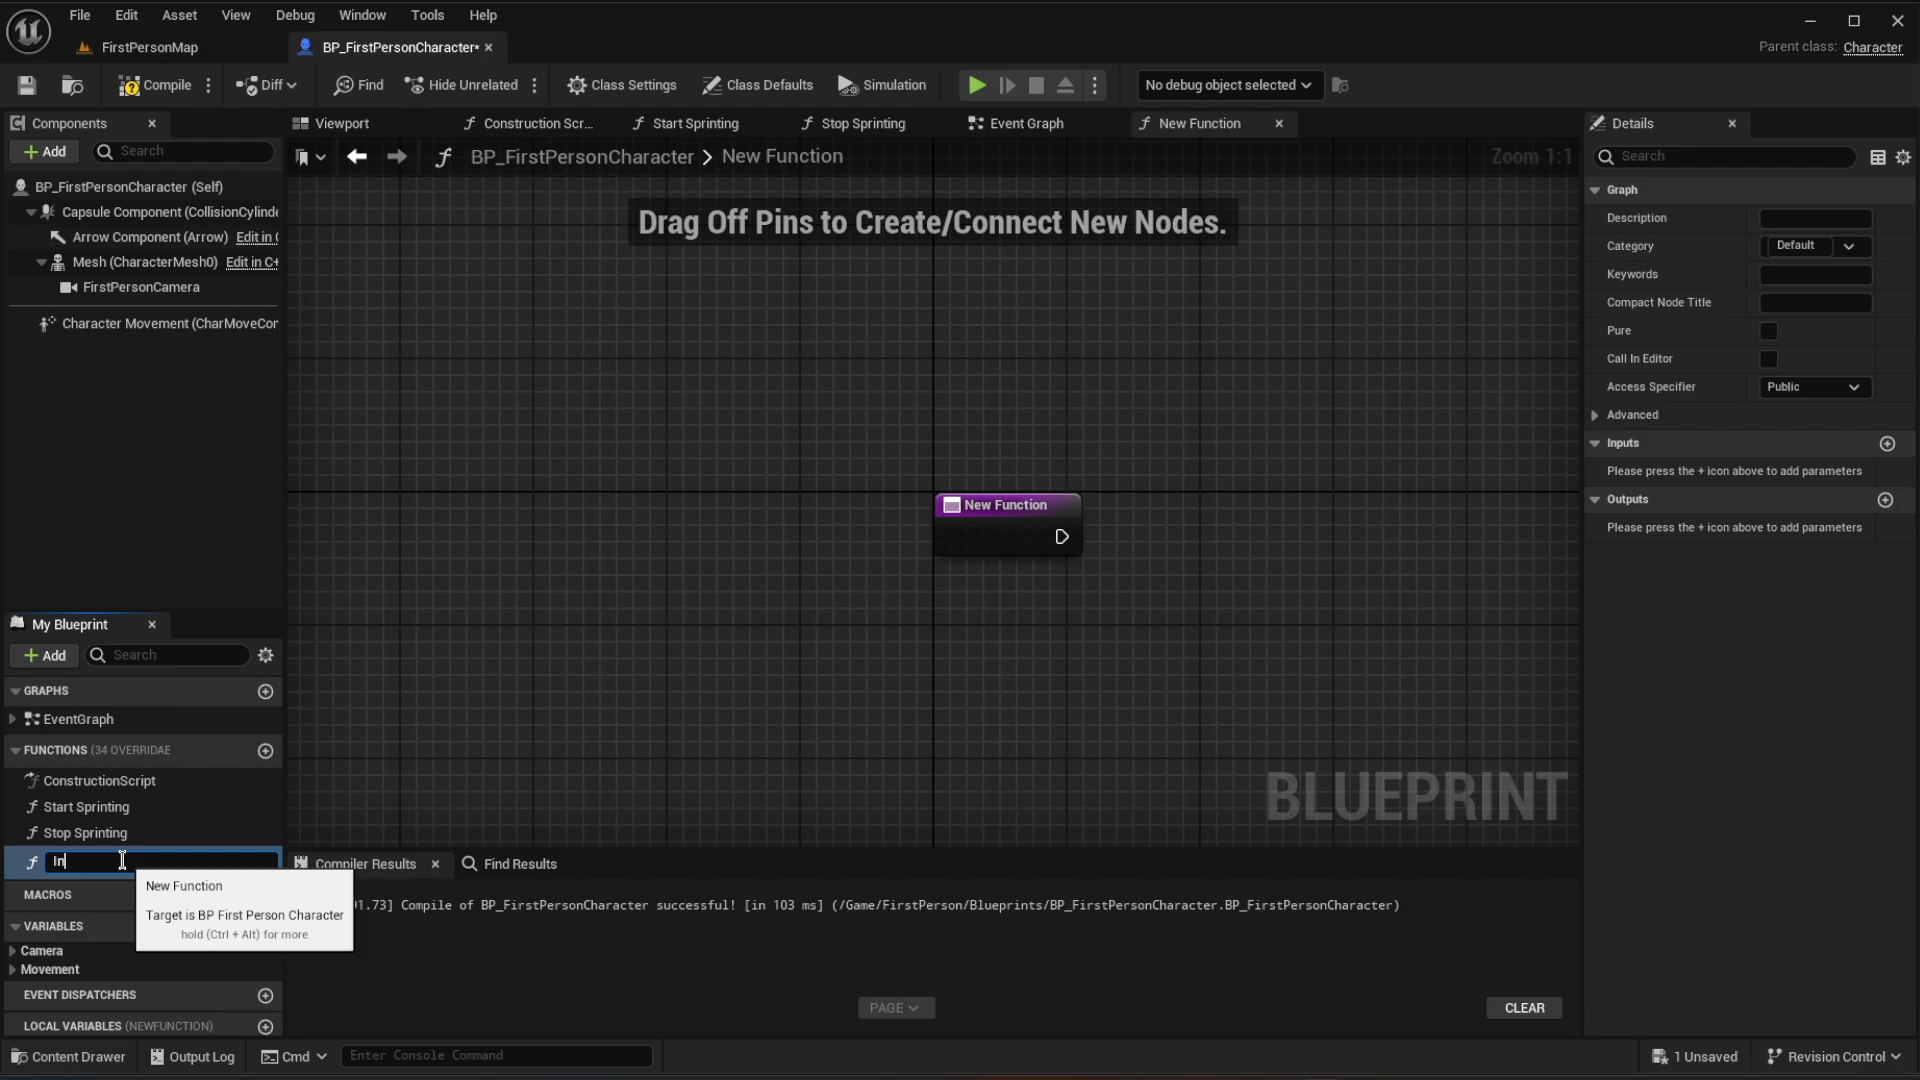 File Edit Asset View Debug Window Tools Help
FirstPersonMap
BP_FirstPersonCharacter*
Parent class: Character
Compile
Diff
Find
Hide Unrelated
Class Settings
Class Defaults
Simulation
No debug object selected
Components
Viewport
Construction Scr...
Start Sprinting
Stop Sprinting
Event Graph
New Function
Details
Add
Search
BP_FirstPersonCharacter
New Function
Zoom 1:1
Search
BP_FirstPersonCharacter (Self)
Capsule Component (CollisionCylinde
Arrow Component (Arrow) Edit in
Mesh (CharacterMesh0) Edit in C+
FirstPersonCamera
Character Movement (CharMoveCor
Drag Off Pins to Create/Connect New Nodes.
New Function
BLUEPRINT
Graph
Description
Category
Default
Keywords
Compact Node Title
Pure
Call In Editor
Access Specifier
Public
Advanced
Inputs
Please press the + icon above to add parameters
Outputs
Please press the + icon above to add parameters
My Blueprint
Add
Search
GRAPHS
EventGraph
FUNCTIONS (34 OVERRIDAE
ConstructionScript
Start Sprinting
Stop Sprinting
In
MACROS
VARIABLES
Camera
Movement
EVENT DISPATCHERS
LOCAL VARIABLES (NEWFUNCTION)
New Function
Target is BP First Person Character
hold (Ctrl + Alt) for more
Compiler Results
Find Results
1.73] Compile of BP_FirstPersonCharacter successful! [in 103 ms] (/Game/FirstPerson/Blueprints/BP_FirstPersonCharacter.BP_FirstPersonCharacter)
PAGE
CLEAR
Content Drawer
Output Log
Cmd
Enter Console Command
1 Unsaved
Revision Control